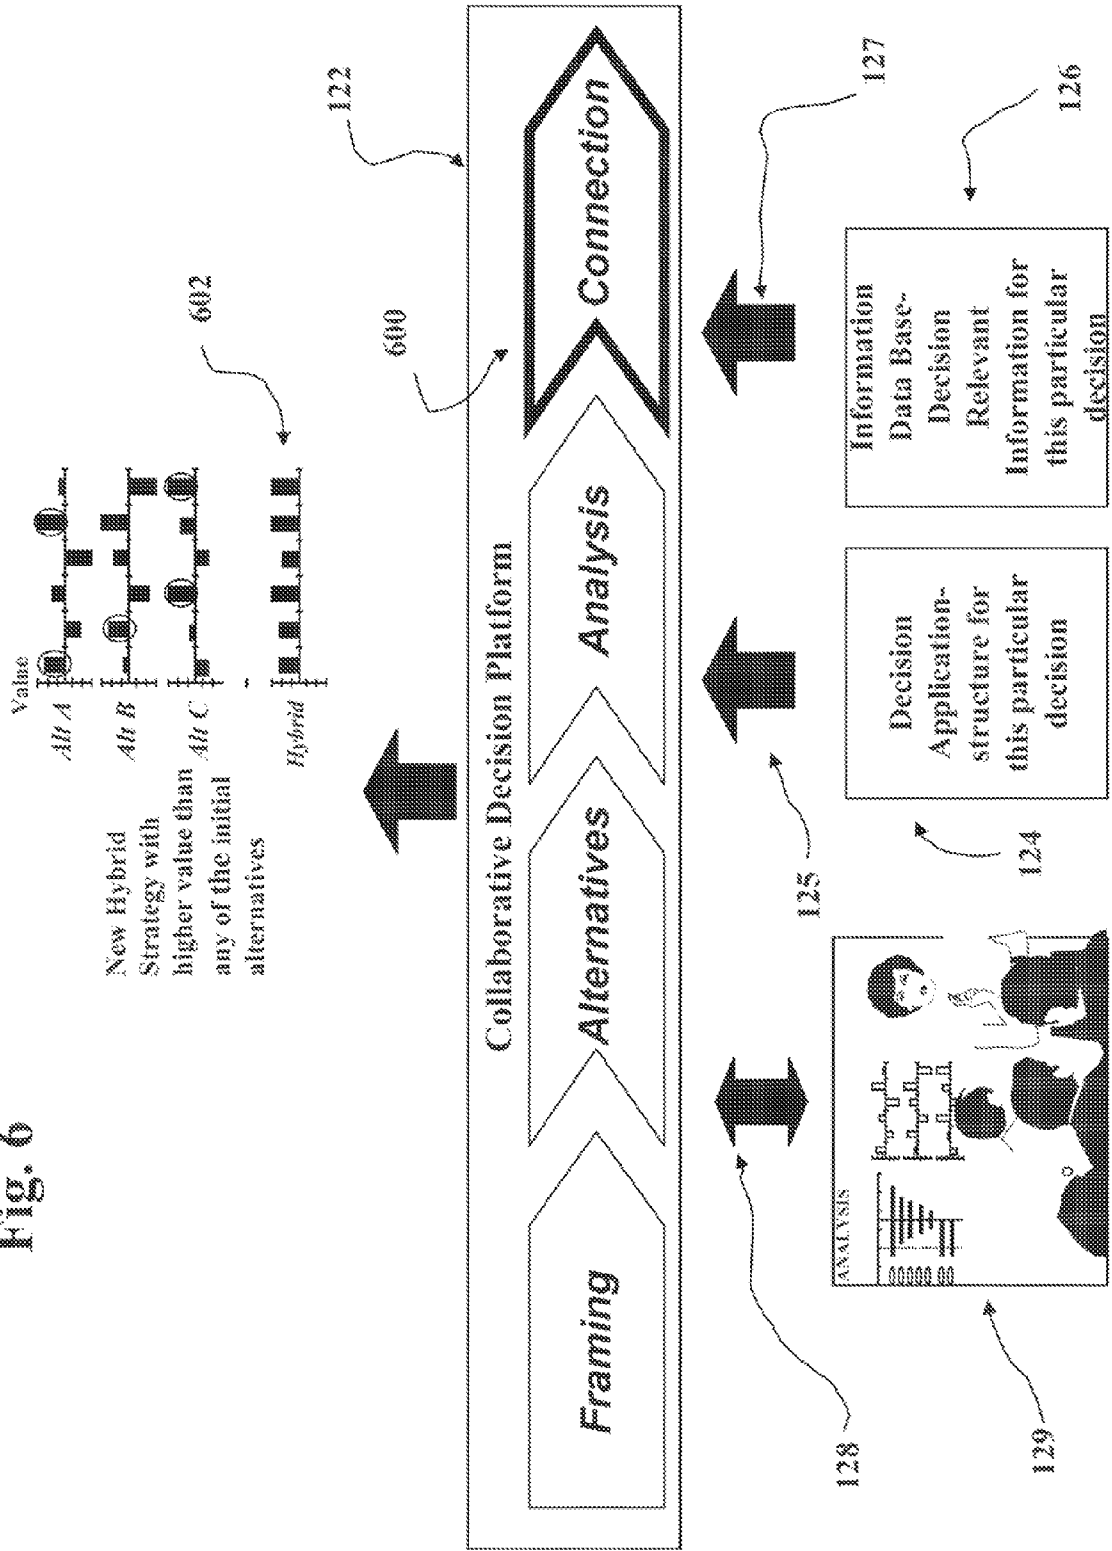 Fig. 6
New Hybrid
Strategy with
higher value than
any of the initial
alternatives
Value
Alt A
Alt B
Alt C
Hybrid
602
122
600
Collaborative Decision Platform
Framing
Alternatives
Analysis
Connection
128
125
127
129
ANALYSIS
124
Decision
Application-
structure for
this particular
decision
126
Information
Data Base-
Decision
Relevant
Information for
this particular
decision